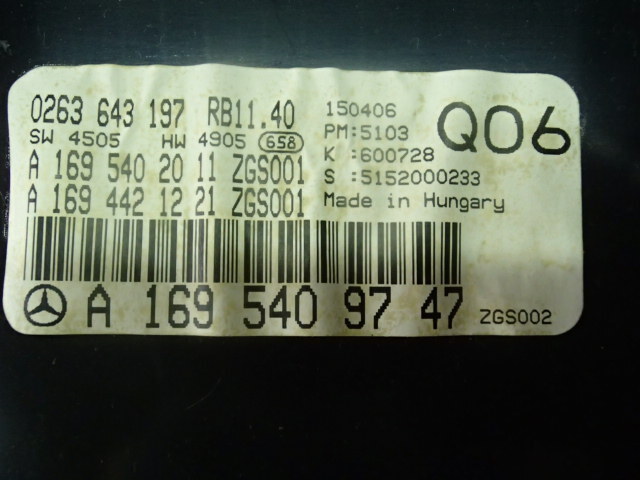 0263 643 197 RB11.40
SW 4505 HW 4905 658
A 169 540 20 11 ZGS001
A 169 442 12 21 ZGS001
150406
PM:5103
K :600728
S :5152000233
Made in Hungary
Q06
A 169 540 97 47 ZGS002